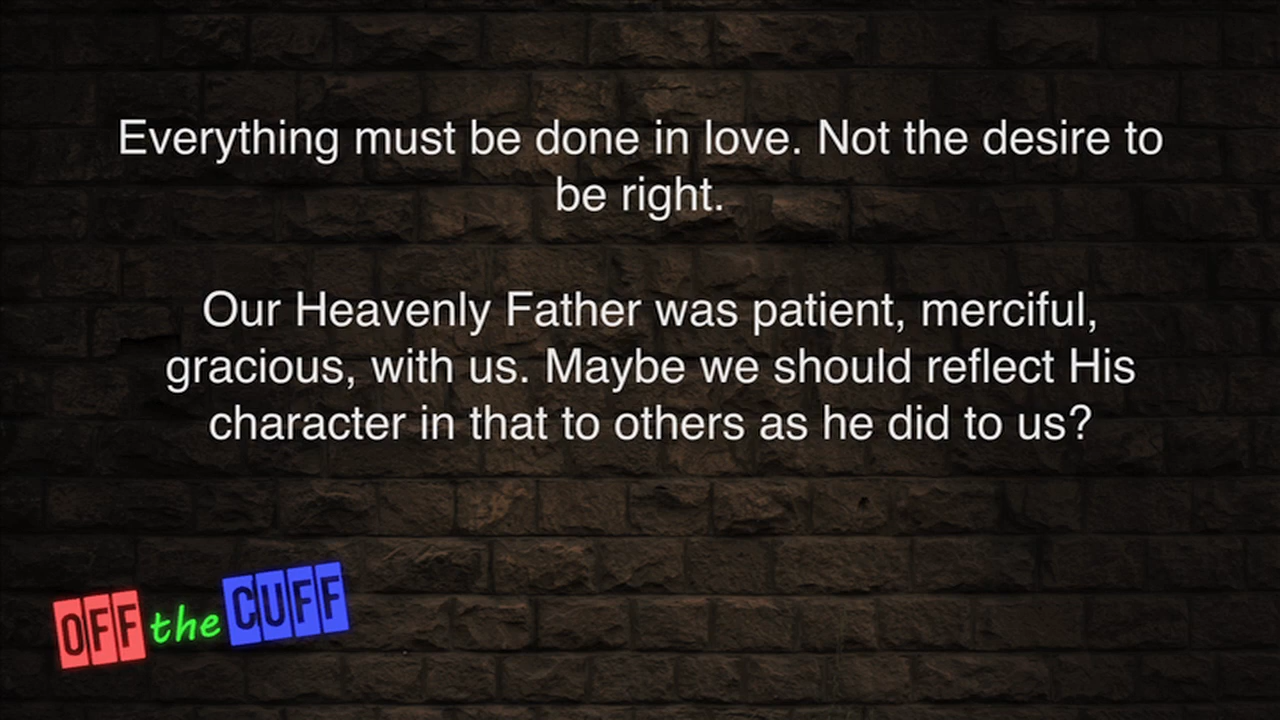 Everything must be done in love. Not the desire to
be right.
Our Heavenly Father was patient, merciful,
gracious, with us. Maybe we should reflect His
character in that to others as he did to us?
OFF the CUFF